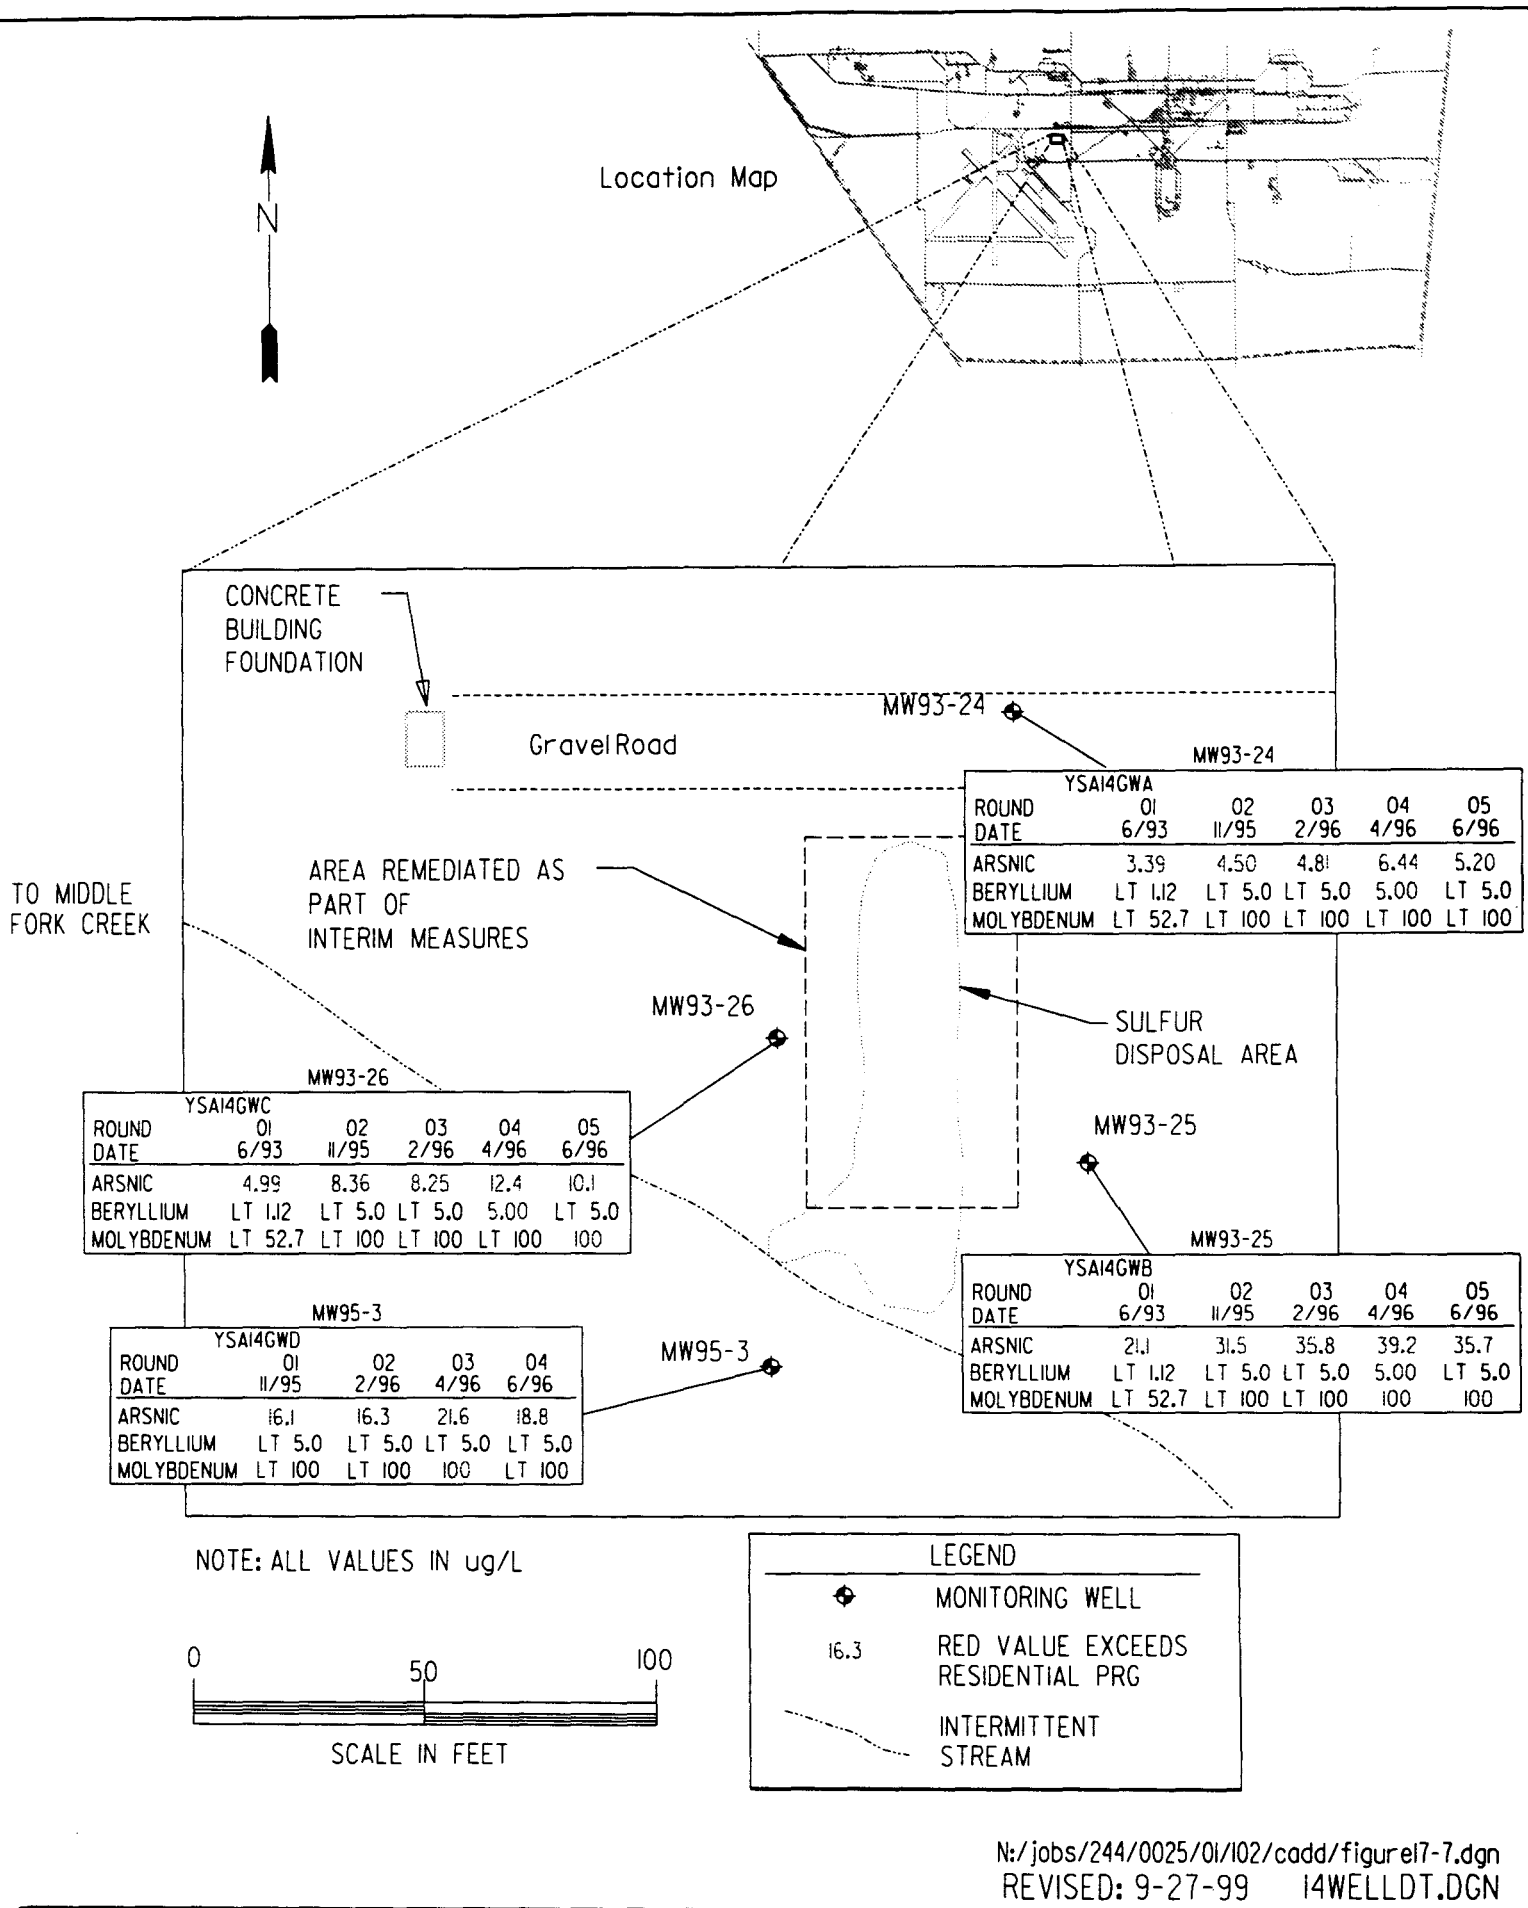 Location Map
N
CONCRETE
BUILDING
FOUNDATION
MW93-24
Gravel Road
MW93-24
YSA14GWA
ROUND 01 02 03 04 05
DATE 6/93 11/95 2/96 4/96 6/96
ARSNIC 3.39 4.50 4.81 6.44 5.20
BERYLLIUM LT 1.12 LT 5.0 LT 5.0 5.00 LT 5.0
MOLYBDENUM LT 52.7 LT 100 LT 100 LT 100 LT 100
AREA REMEDIATED AS
PART OF
INTERIM MEASURES
TO MIDDLE
FORK CREEK
MW93-26
SULFUR
DISPOSAL AREA
MW93-26
YSA14GWC
ROUND 01 02 03 04 05
DATE 6/93 11/95 2/96 4/96 6/96
ARSNIC 4.99 8.36 8.25 12.4 10.1
BERYLLIUM LT 1.12 LT 5.0 LT 5.0 5.00 LT 5.0
MOLYBDENUM LT 52.7 LT 100 LT 100 LT 100 100
MW93-25
MW93-25
YSA14GWB
ROUND 01 02 03 04 05
DATE 6/93 11/95 2/96 4/96 6/96
ARSNIC 21.1 31.5 35.8 39.2 35.7
BERYLLIUM LT 1.12 LT 5.0 LT 5.0 5.00 LT 5.0
MOLYBDENUM LT 52.7 LT 100 LT 100 100 100
MW95-3
YSA14GWD
ROUND 01 02 03 04
DATE 11/95 2/96 4/96 6/96
ARSNIC 16.1 16.3 21.6 18.8
BERYLLIUM LT 5.0 LT 5.0 LT 5.0 LT 5.0
MOLYBDENUM LT 100 LT 100 100 LT 100
MW95-3
NOTE: ALL VALUES IN ug/L
0 50 100
SCALE IN FEET
LEGEND
MONITORING WELL
16.3 RED VALUE EXCEEDS
RESIDENTIAL PRG
INTERMITTENT
STREAM
N:/jobs/244/0025/01/102/cadd/figure17-7.dgn
REVISED: 9-27-99 14WELLDT.DGN